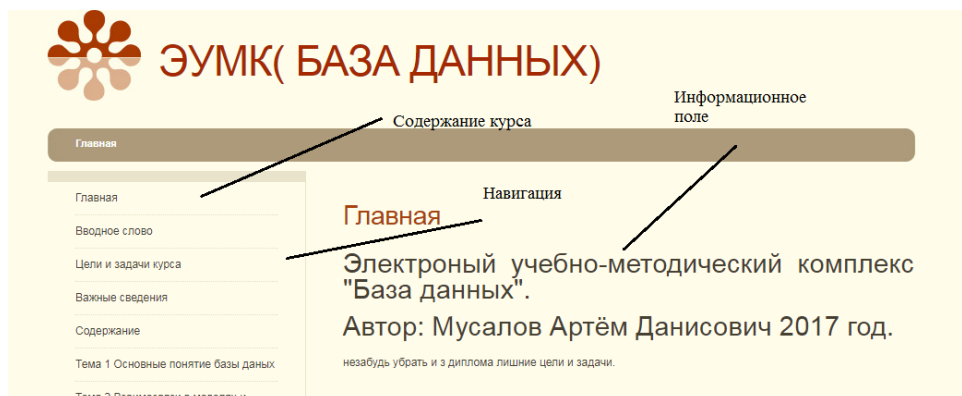 ЭУМК( БАЗА ДАННЫХ)
Информационное
поле
Содержание курса
Главная
Навигация
Главная
Вводное слово
Цели и задачи курса
Важные сведения
Содержание
Тема 1 Основные понятие базы даных
Главная
Электроный учебно-методический комплекс
"База данных".
Автор: Мусалов Артём Данисович 2017 год.
незабудь убрать и з диплома лишние цели и задачи.